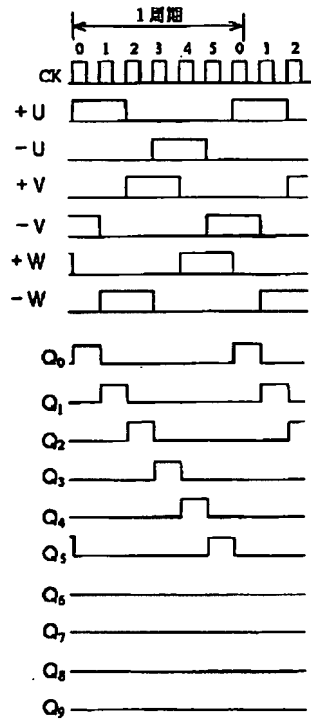 1周期
0 1 2 3 4 5 0 1 2
CK
+U
-U
+V
-V
+W
-W
Q₀
Q₁
Q₂
Q₃
Q₄
Q₅
Q₆
Q₇
Q₈
Q₉